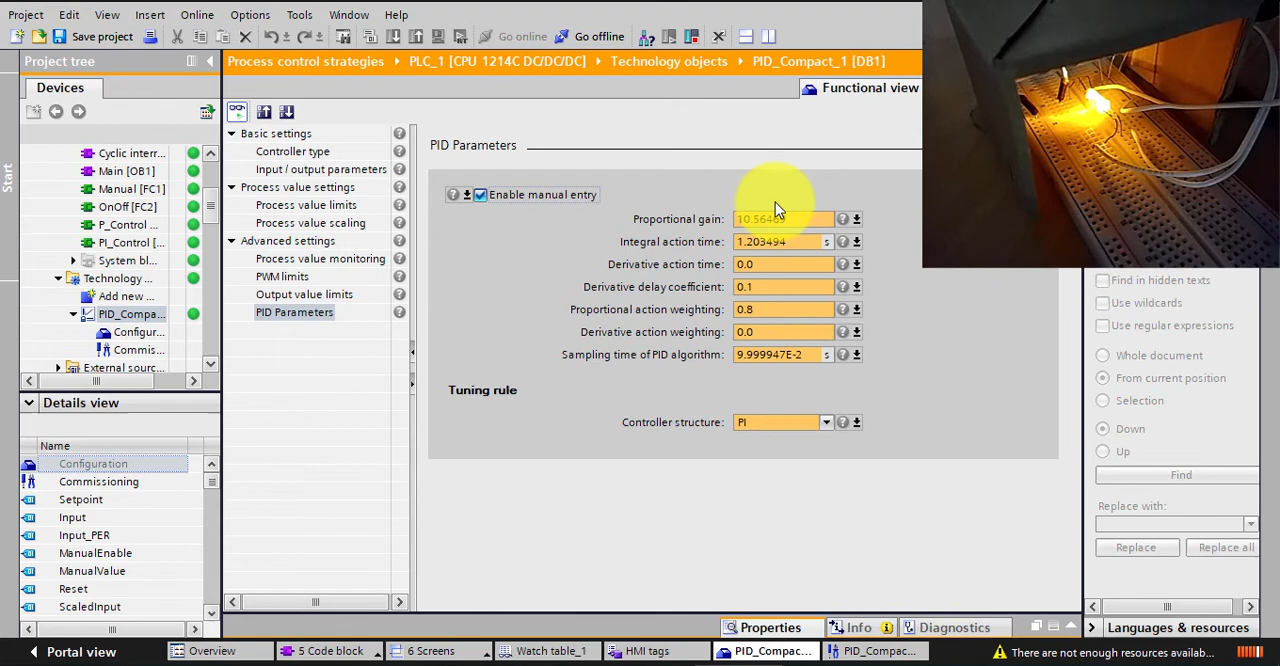 Project Edit View Insert Online Options Tools Window Help
Save project Go online Go offline
Project tree
Process control strategies PLC_1 [CPU 1214C DC/DC/DC] Technology objects PID_Compact_1 [DB1]
Devices
Functional view
Start
Cyclic interr...
Main [OB1]
Manual [FC1]
OnOff [FC2]
P_Control ...
PI_Control [...
System bl...
Technology ...
Add new ...
PID_Compa...
Configur...
Commis...
External sourc...
Basic settings
Controller type
Input / output parameters
Process value settings
Process value limits
Process value scaling
Advanced settings
Process value monitoring
PWM limits
Output value limits
PID Parameters
PID Parameters
Enable manual entry
Proportional gain:
Integral action time: 1.203494 s
Derivative action time: 0.0
Derivative delay coefficient: 0.1
Proportional action weighting: 0.8
Derivative action weighting: 0.0
Sampling time of PID algorithm: 9.999947E-2 s
Tuning rule
Controller structure: PI
Details view
Name
Configuration
Commissioning
Setpoint
Input
Input_PER
ManualEnable
ManualValue
Reset
ScaledInput
Find in hidden texts
Use wildcards
Use regular expressions
Whole document
From current position
Selection
Down
Up
Find
Replace with:
Replace Replace all
Languages & resources
Properties Info Diagnostics
Portal view Overview 5 Code block 6 Screens Watch table_1 HMI tags PID_Compac... PID_Compac... There are not enough resources availab...